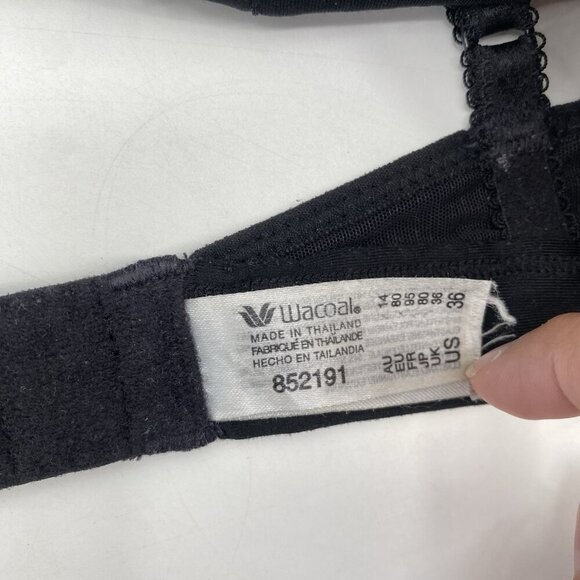 Wacoal®
MADE IN THAILAND
FABRIQUÉ EN THAÏLANDE
HECHO EN TAILANDIA
852191
AU 14
EU 80
FR 95
JP 80
UK 36
US 36